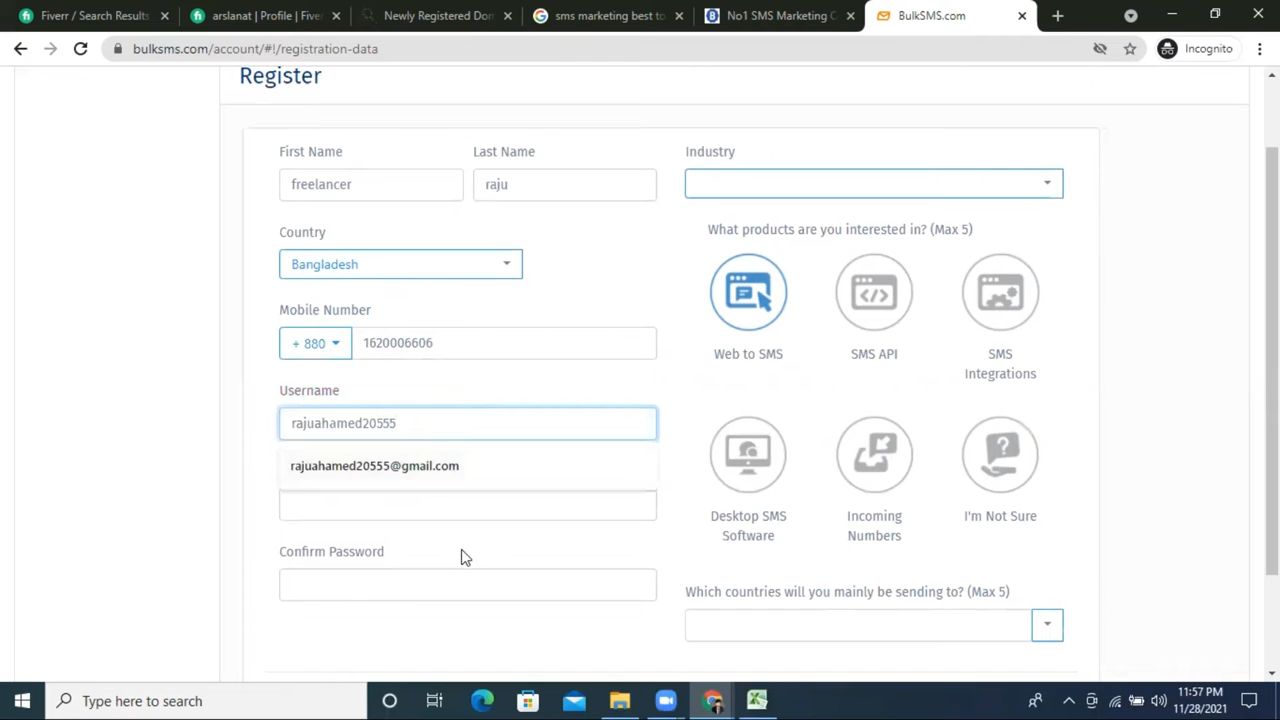 Fiverr / Search Results
arslanat | Profile | Fiver
Newly Registered Dom
sms marketing best to
No1 SMS Marketing C
BulkSMS.com
bulksms.com/account/#!/registration-data
Incognito
Register
First Name
Last Name
Industry
freelancer
raju
Country
What products are you interested in? (Max 5)
Bangladesh
Mobile Number
+ 880
1620006606
Web to SMS
SMS API
SMS
Integrations
Username
rajuahamed20555
rajuahamed20555@gmail.com
Desktop SMS
Software
Incoming
Numbers
I'm Not Sure
Confirm Password
Which countries will you mainly be sending to? (Max 5)
Type here to search
11:57 PM
11/28/2021